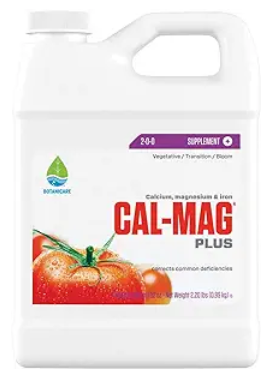 2-0-0 SUPPLEMENT +
Vegetative / Transition / Bloom
BOTANICARE
Calcium, magnesium & iron
CAL-MAG
PLUS
corrects common deficiencies
Net Weight 2.20 lbs (0.99 kg)